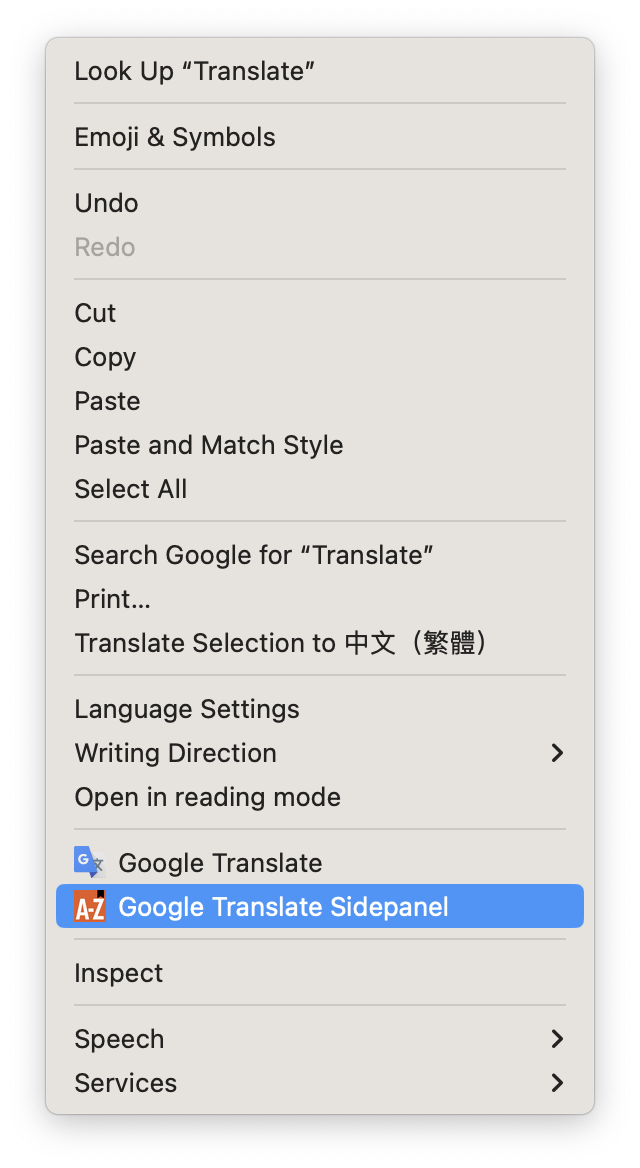 Look Up “Translate”
Emoji & Symbols
Undo
Redo
Cut
Copy
Paste
Paste and Match Style
Select All
Search Google for “Translate”
Print...
Translate Selection to 中文（繁體）
Language Settings
Writing Direction
Open in reading mode
G 文 Google Translate
A-Z Google Translate Sidepanel
Inspect
Speech
Services